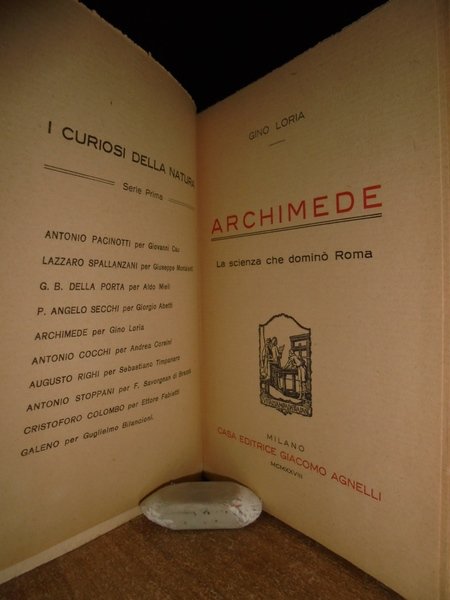 I CURIOSI DELLA NATURA
Serie Prima
ANTONIO PACINOTTI per Giovanni Dau
LAZZARO SPALLANZANI per Giuseppe
G. B. DELLA PORTA per Aldo Mieli
P. ANGELO SECCHI per Giorgio Abetti
ARCHIMEDE per Gino Loria
ANTONIO COCCHI per Andrea Corsini
AUGUSTO RIGHI per Sebastiano Timpanaro
ANTONIO STOPPANI per F. Savorgnan di Brazzà
CRISTOFORO COLOMBO per Ettore Fabietti
GALENO per Guglielmo Bilancioni.
GINO LORIA
ARCHIMEDE
La scienza che dominò Roma
MILANO
CASA EDITRICE GIACOMO AGNELLI
MCMXXVIII